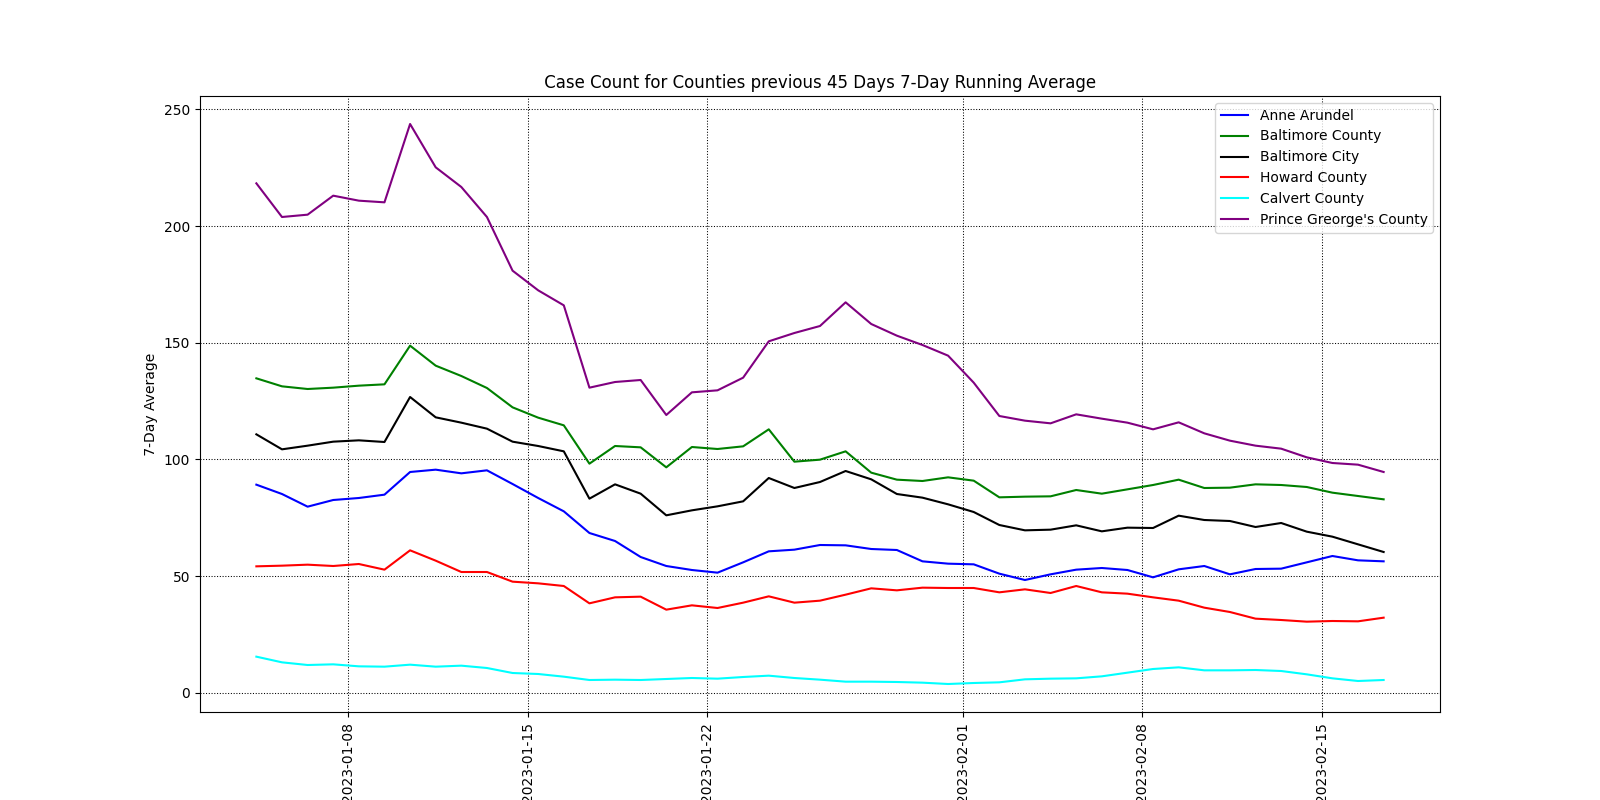 Case Count for Counties previous 45 Days 7-Day Running Average
250
200
150
100
50
0
7-Day Average
Anne Arundel
Baltimore County
Baltimore City
Howard County
Calvert County
Prince Greorge's County
2023-01-08
2023-01-15
2023-01-22
2023-02-01
2023-02-08
2023-02-15